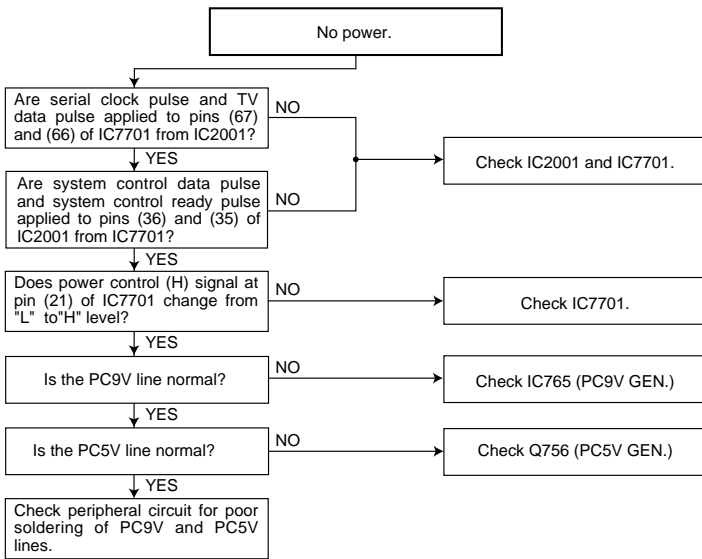 No power.
Are serial clock pulse and TV
data pulse applied to pins (67)
and (66) of IC7701 from IC2001?
NO
YES
Check IC2001 and IC7701.
Are system control data pulse
and system control ready pulse
applied to pins (36) and (35) of
IC2001 from IC7701?
NO
YES
Does power control (H) signal at
pin (21) of IC7701 change from
"L" to"H" level?
NO
Check IC7701.
YES
Is the PC9V line normal?
NO
Check IC765 (PC9V GEN.)
YES
Is the PC5V line normal?
NO
Check Q756 (PC5V GEN.)
YES
Check peripheral circuit for poor
soldering of PC9V and PC5V
lines.